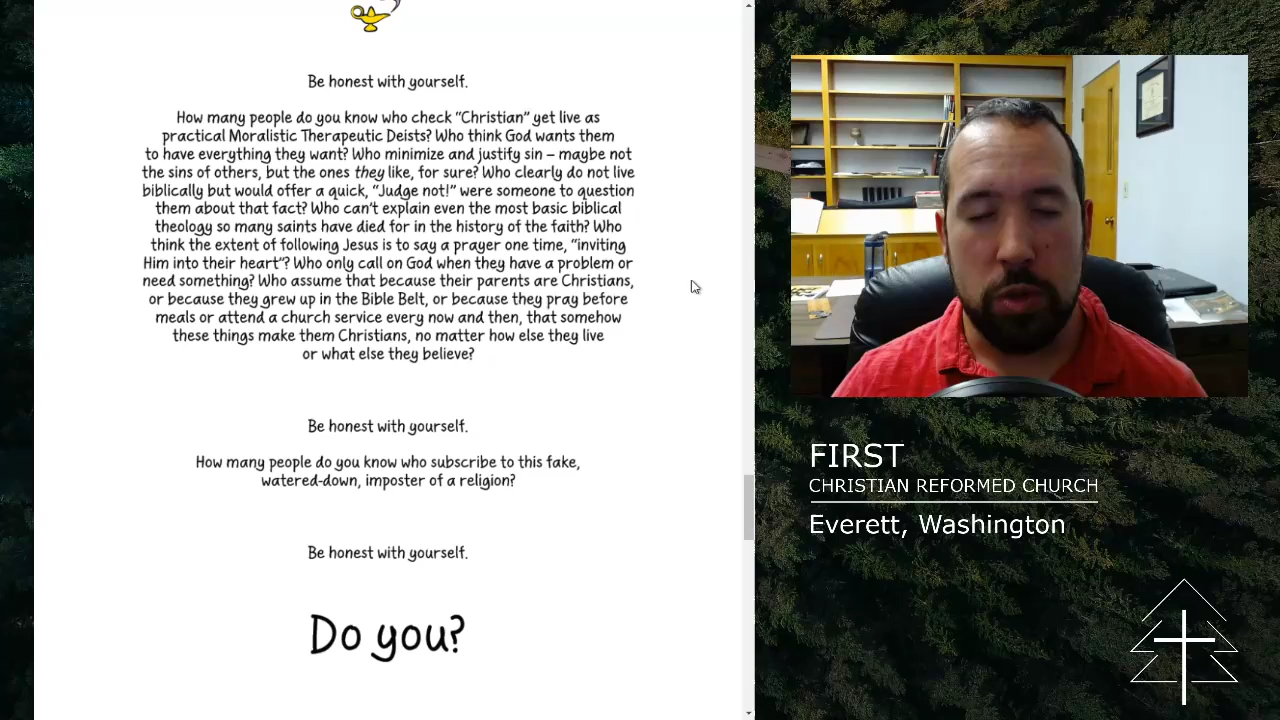 Be honest with yourself.
How many people do you know who check “Christian” yet live as
practical Moralistic Therapeutic Deists? Who think God wants them
to have everything they want? Who minimize and justify sin – maybe not
the sins of others, but the ones they like, for sure? Who clearly do not live
biblically but would offer a quick, “Judge not!” were someone to question
them about that fact? Who can’t explain even the most basic biblical
theology so many saints have died for in the history of the faith? Who
think the extent of following Jesus is to say a prayer one time, “inviting
Him into their heart”? Who only call on God when they have a problem or
need something? Who assume that because their parents are Christians,
or because they grew up in the Bible Belt, or because they pray before
meals or attend a church service every now and then, that somehow
these things make them Christians, no matter how else they live
or what else they believe?
Be honest with yourself.
How many people do you know who subscribe to this fake,
watered-down, imposter of a religion?
Be honest with yourself.
Do you?
FIRST
CHRISTIAN REFORMED CHURCH
Everett, Washington